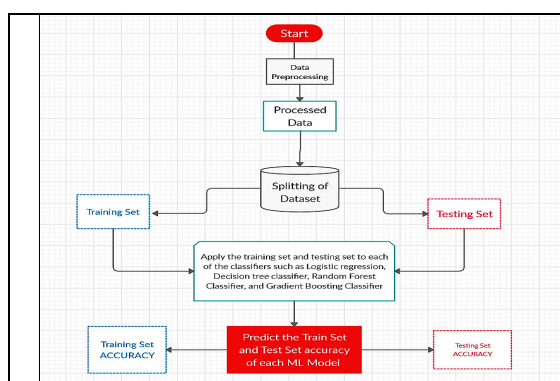 Start
Data
Preprocessing
Processed
Data
Splitting of
Dataset
Training Set
Testing Set
Apply the training set and testing set to each
of the classifiers such as Logistic regression,
Decision tree classifier, Random Forest
Classifier, and Gradient Boosting Classifier
Training Set
ACCURACY
Predict the Train Set
and Test Set accuracy
of each ML Model
Testing Set
ACCURACY